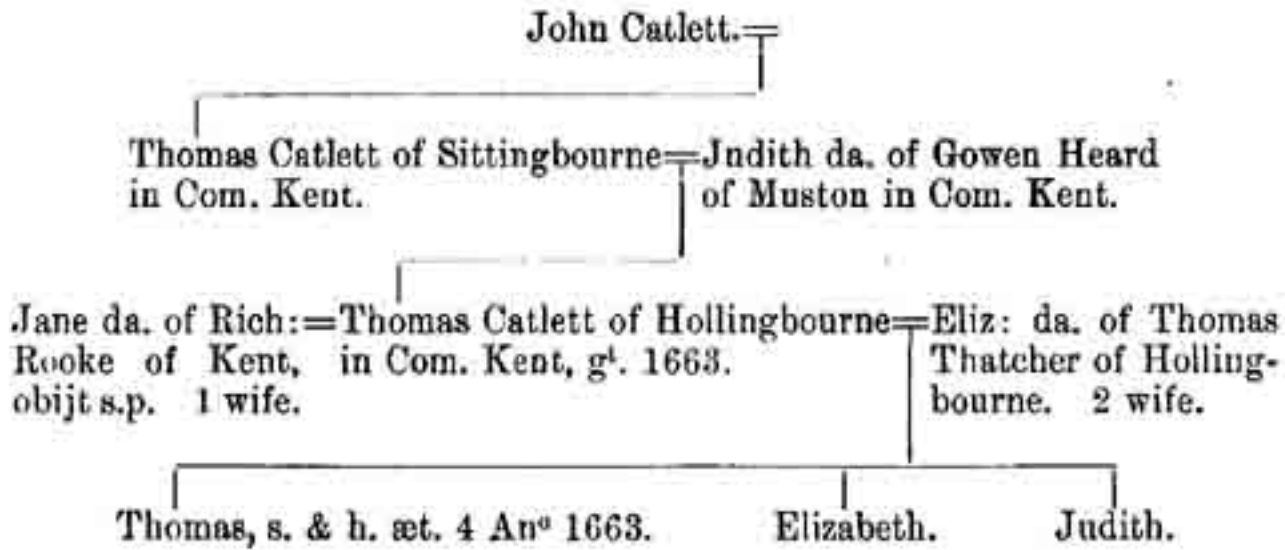 John Catlett.=
Thomas Catlett of Sittingbourne=Judith da. of Gowen Heard
in Com. Kent. of Muston in Com. Kent.
Jane da. of Rich:=Thomas Catlett of Hollingbourne=Eliz: da. of Thomas
Rooke of Kent, in Com. Kent, gᵗ. 1663. Thatcher of Holling-
obijt s.p. 1 wife. bourne. 2 wife.
Thomas, s. & h. æt. 4 Anº 1663. Elizabeth. Judith.